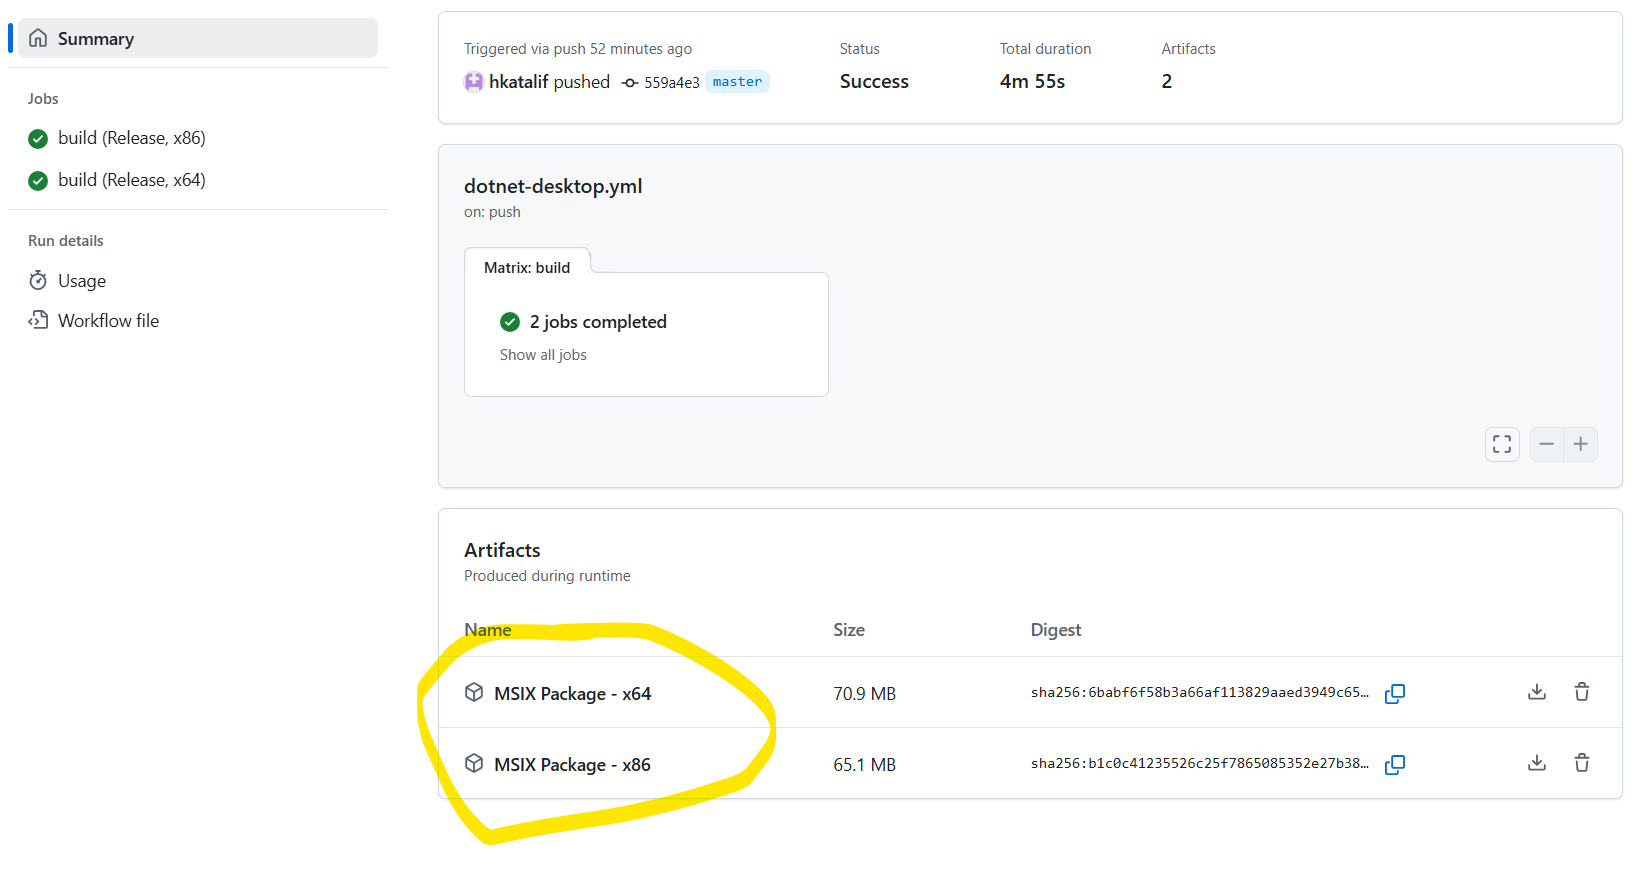 Summary
Jobs
build (Release, x86)
build (Release, x64)
Run details
Usage
Workflow file
Triggered via push 52 minutes ago
hkatalif pushed 559a4e3 master
Status
Success
Total duration
4m 55s
Artifacts
2
dotnet-desktop.yml
on: push
Matrix: build
2 jobs completed
Show all jobs
Artifacts
Produced during runtime
Name Size Digest
MSIX Package - x64 70.9 MB sha256:6babf6f58b3a66af113829aaed3949c65…
MSIX Package - x86 65.1 MB sha256:b1c0c41235526c25f7865085352e27b38…